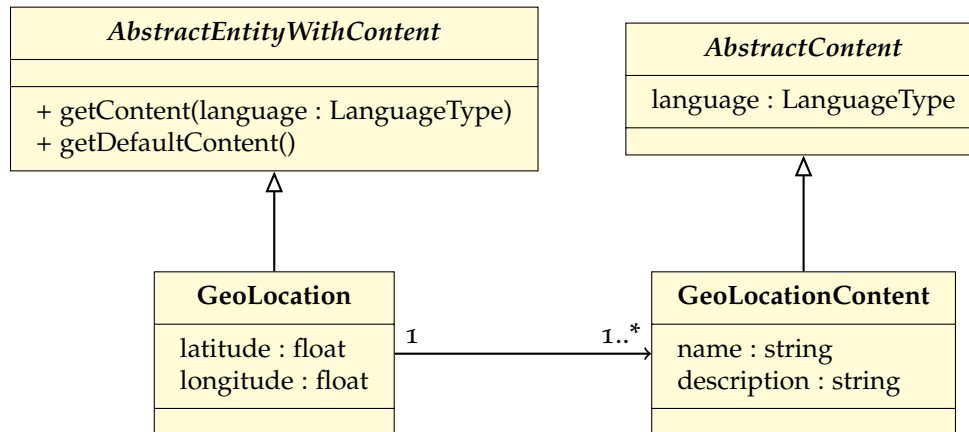 AbstractEntityWithContent
+ getContent(language : LanguageType)
+ getDefaultContent()
AbstractContent
language : LanguageType
GeoLocation
latitude : float
longitude : float
1
1..*
GeoLocationContent
name : string
description : string